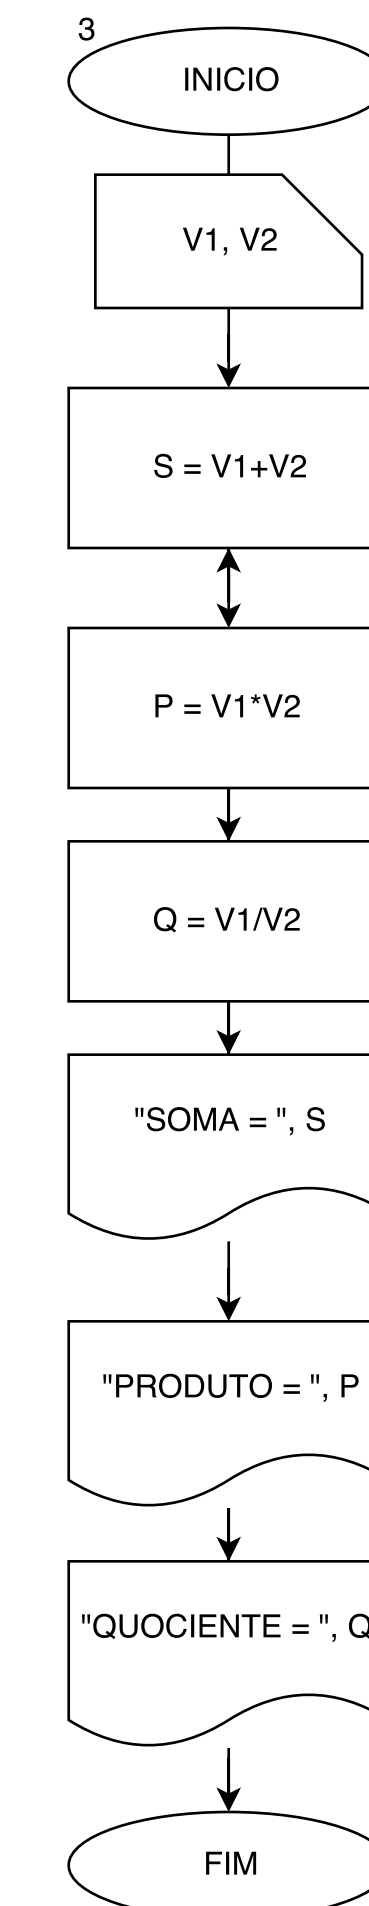 3
INICIO
V1, V2
S = V1+V2
P = V1*V2
Q = V1/V2
"SOMA = ", S
"PRODUTO = ", P
"QUOCIENTE = ", Q
FIM